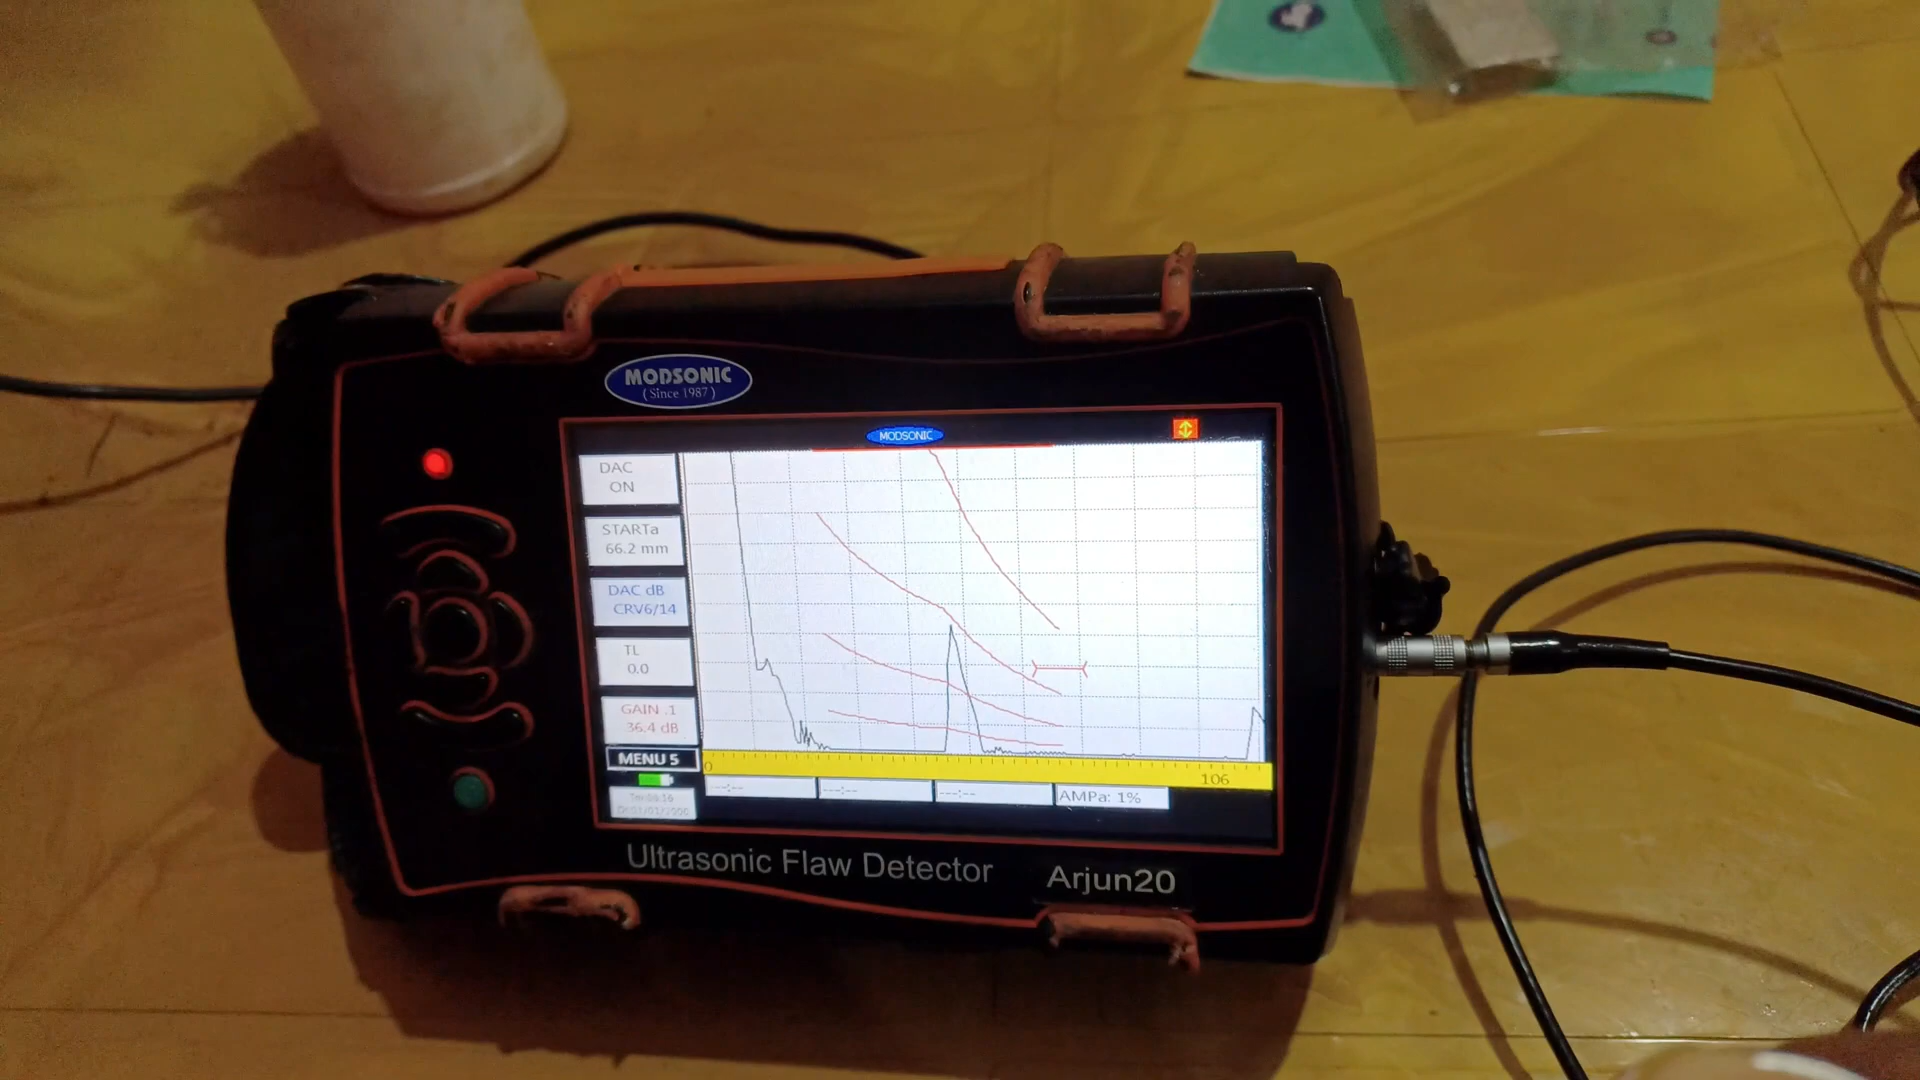 MODSONIC
( Since 1987 )
MODSONIC
DAC
ON
STARTa
66.2 mm
DAC dB
CRV6/14
TL
0.0
GAIN .1
36.4 dB
MENU 5
0
106
--:--
--:--
--:--
AMPa: 1%
Ultrasonic Flaw Detector
Arjun20